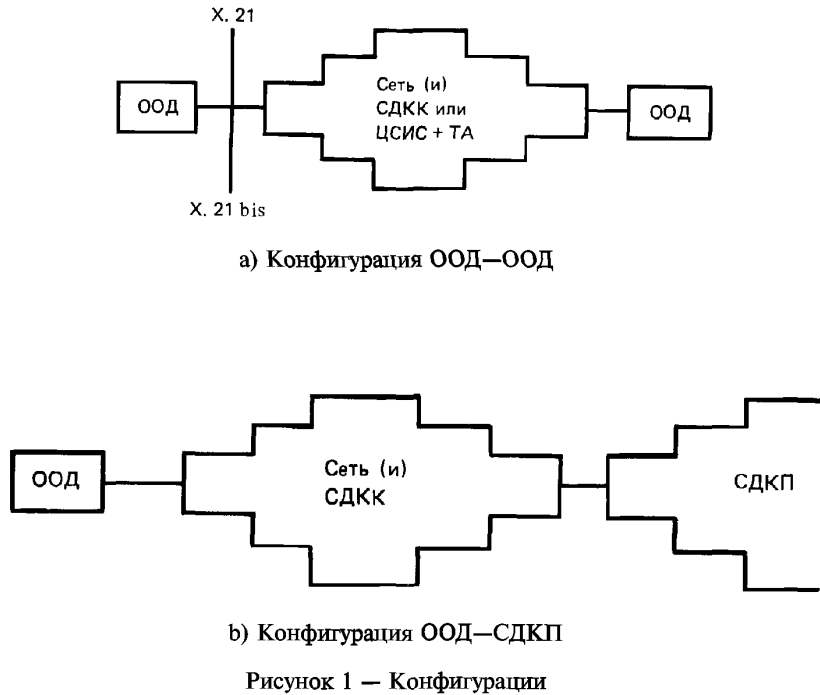 X. 21
ООД
Сеть (и)
СДКК или
ЦСИС + ТА
ООД
X. 21 bis
a) Конфигурация ООД—ООД
ООД
Сеть (и)
СДКК
СДКП
b) Конфигурация ООД—СДКП
Рисунок 1 — Конфигурации